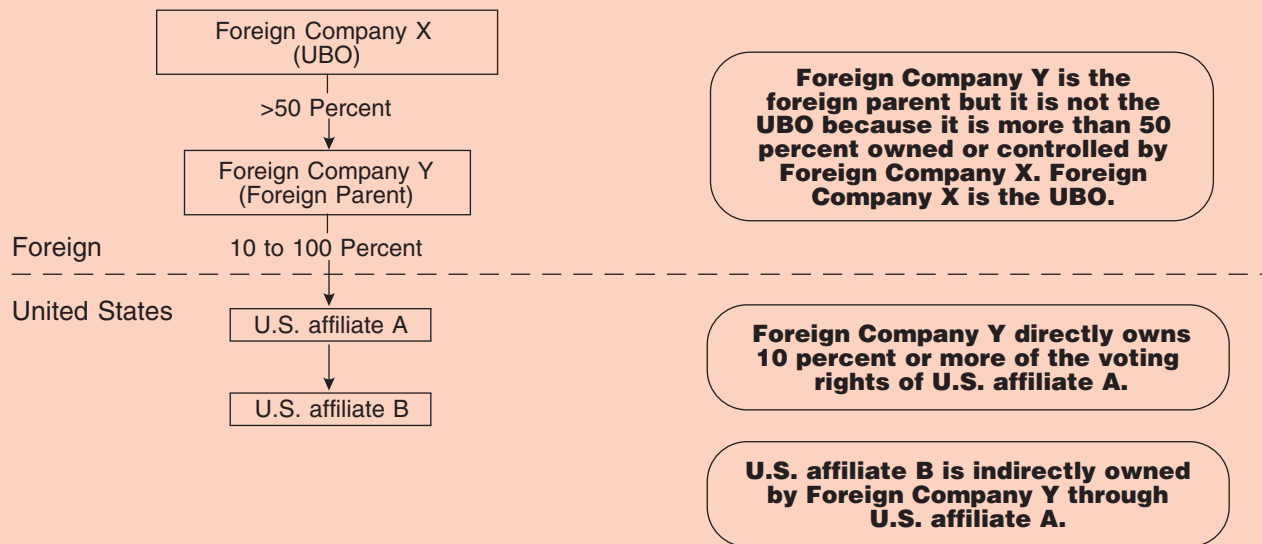 Foreign Company X
(UBO)
>50 Percent
Foreign Company Y
(Foreign Parent)
Foreign
10 to 100 Percent
United States
U.S. affiliate A
U.S. affiliate B
Foreign Company Y is the
foreign parent but it is not the
UBO because it is more than 50
percent owned or controlled by
Foreign Company X. Foreign
Company X is the UBO.
Foreign Company Y directly owns
10 percent or more of the voting
rights of U.S. affiliate A.
U.S. affiliate B is indirectly owned
by Foreign Company Y through
U.S. affiliate A.